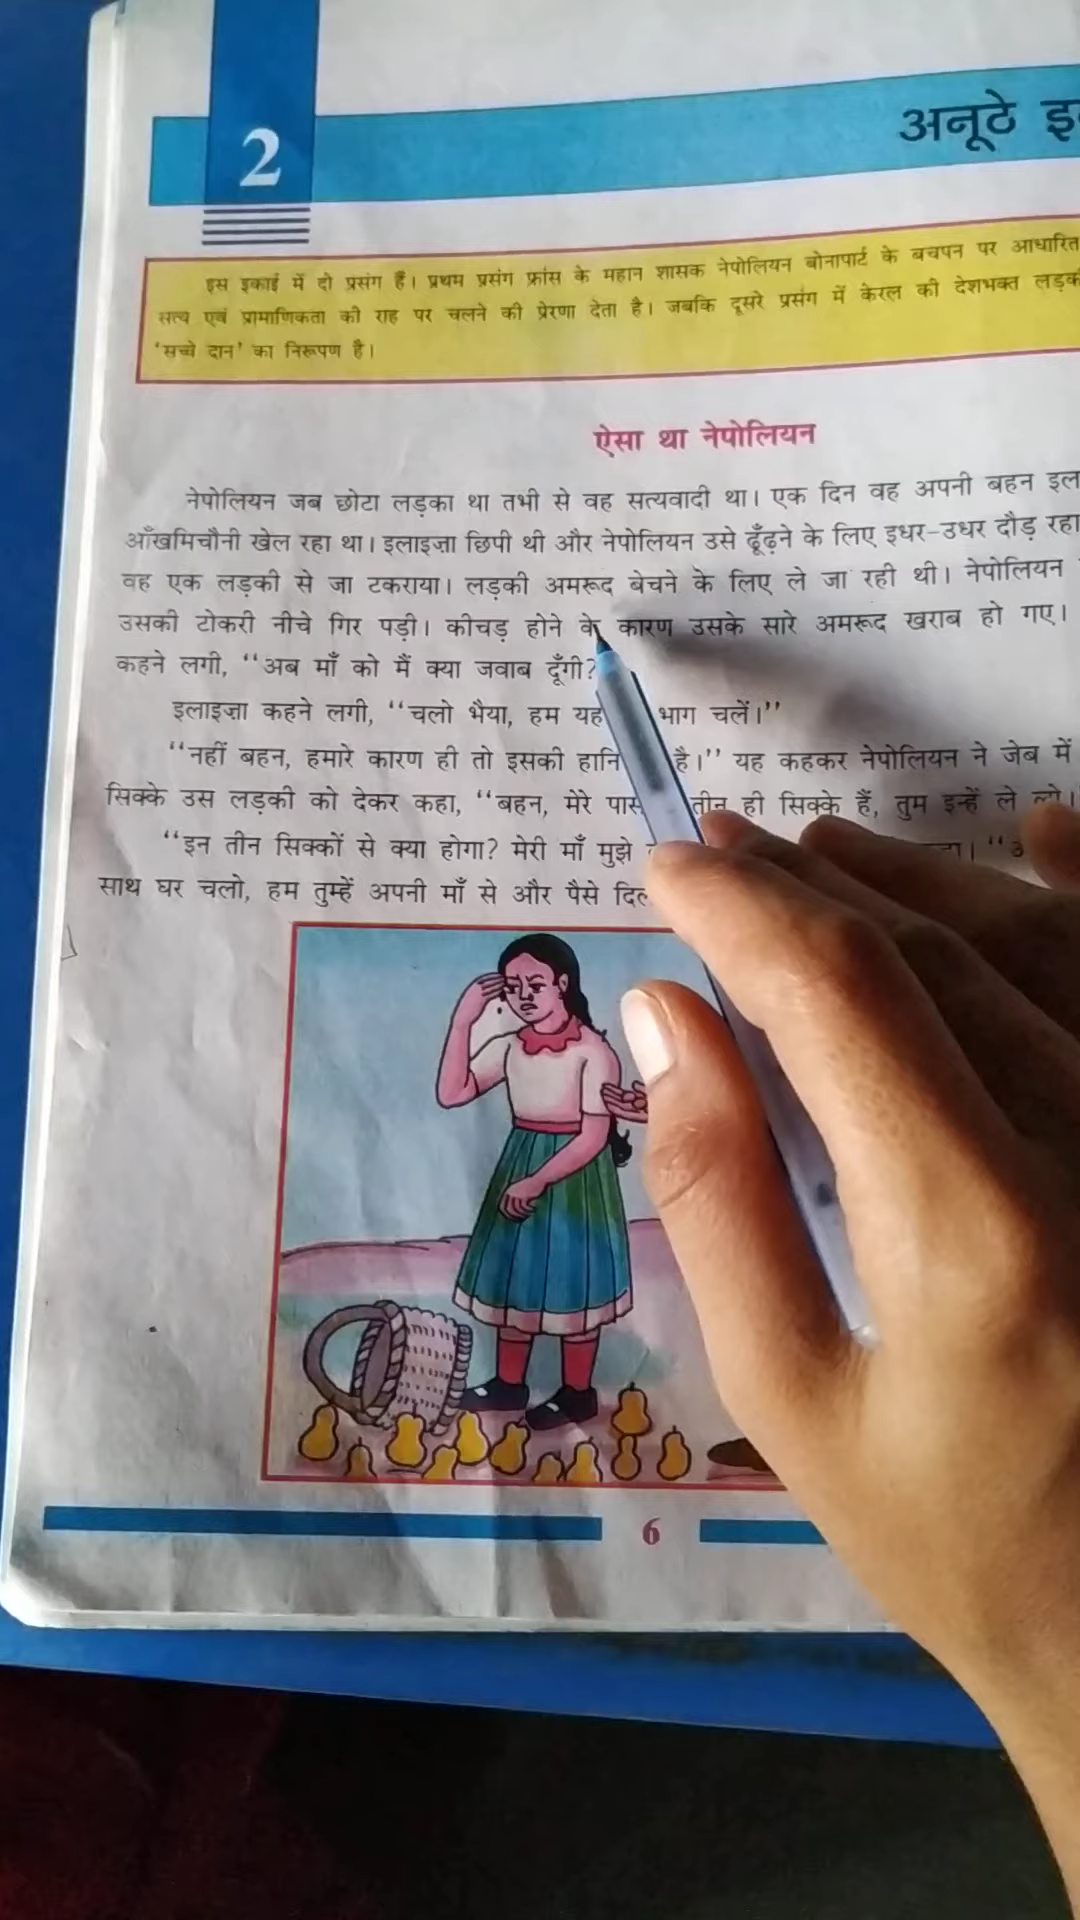 2
अनूठे
इस इकाई में दो प्रसंग हैं। प्रथम प्रसंग फ्रांस के महान शासक नेपोलियन बोनापार्ट के बचपन पर आधारित
सत्य एवं प्रामाणिकता की राह पर चलने की प्रेरणा देता है। जबकि दूसरे प्रसंग में केरल की देशभक्त
‘सच्चे दान’ का निरूपण है।
ऐसा था नेपोलियन
नेपोलियन जब छोटा लड़का था तभी से वह सत्यवादी था। एक दिन वह अपनी बहन
आँखमिचौनी खेल रहा था। इलाइज़ा छिपी थी और नेपोलियन उसे ढूँढ़ने के लिए इधर-उधर दौड़ रहा
वह एक लड़की से जा टकराया। लड़की अमरूद बेचने के लिए ले जा रही थी। नेपोलियन
उसकी टोकरी नीचे गिर पड़ी। कीचड़ होने के कारण उसके सारे अमरूद खराब हो गए।
कहने लगी, ‘‘अब माँ को मैं क्या जवाब दूँगी?
इलाइज़ा कहने लगी, ‘‘चलो भैया, हम भाग चलें।’’
‘‘नहीं बहन, हमारे कारण ही तो इसकी हानि है।’’ यह कहकर नेपोलियन ने जेब में
सिक्के उस लड़की को देकर कहा, ‘‘बहन, मेरे पास तीन ही सिक्के हैं, तुम इन्हें ले लो।
‘‘इन तीन सिक्कों से क्या होगा? मेरी माँ मुझे
साथ घर चलो, हम तुम्हें अपनी माँ से और पैसे
6